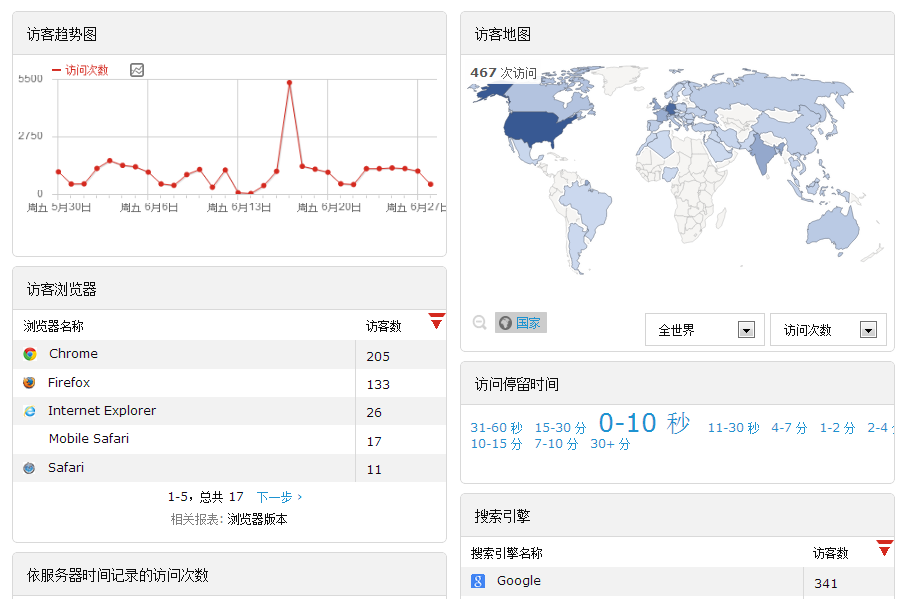 访客趋势图
访问次数
5500
2750
0
周五 5月30日
周五 6月6日
周五 6月13日
周五 6月20日
周五 6月27日
访客浏览器
浏览器名称 访客数
Chrome 205
Firefox 133
Internet Explorer 26
Mobile Safari 17
Safari 11
1-5，总共 17 下一步 ›
相关报表: 浏览器版本
依服务器时间记录的访问次数
访客地图
467 次访问
国家
全世界
访问次数
访问停留时间
31-60 秒 15-30 分 0-10 秒 11-30 秒 4-7 分 1-2 分 2-4
10-15 分 7-10 分 30+ 分
搜索引擎
搜索引擎名称 访客数
Google 341